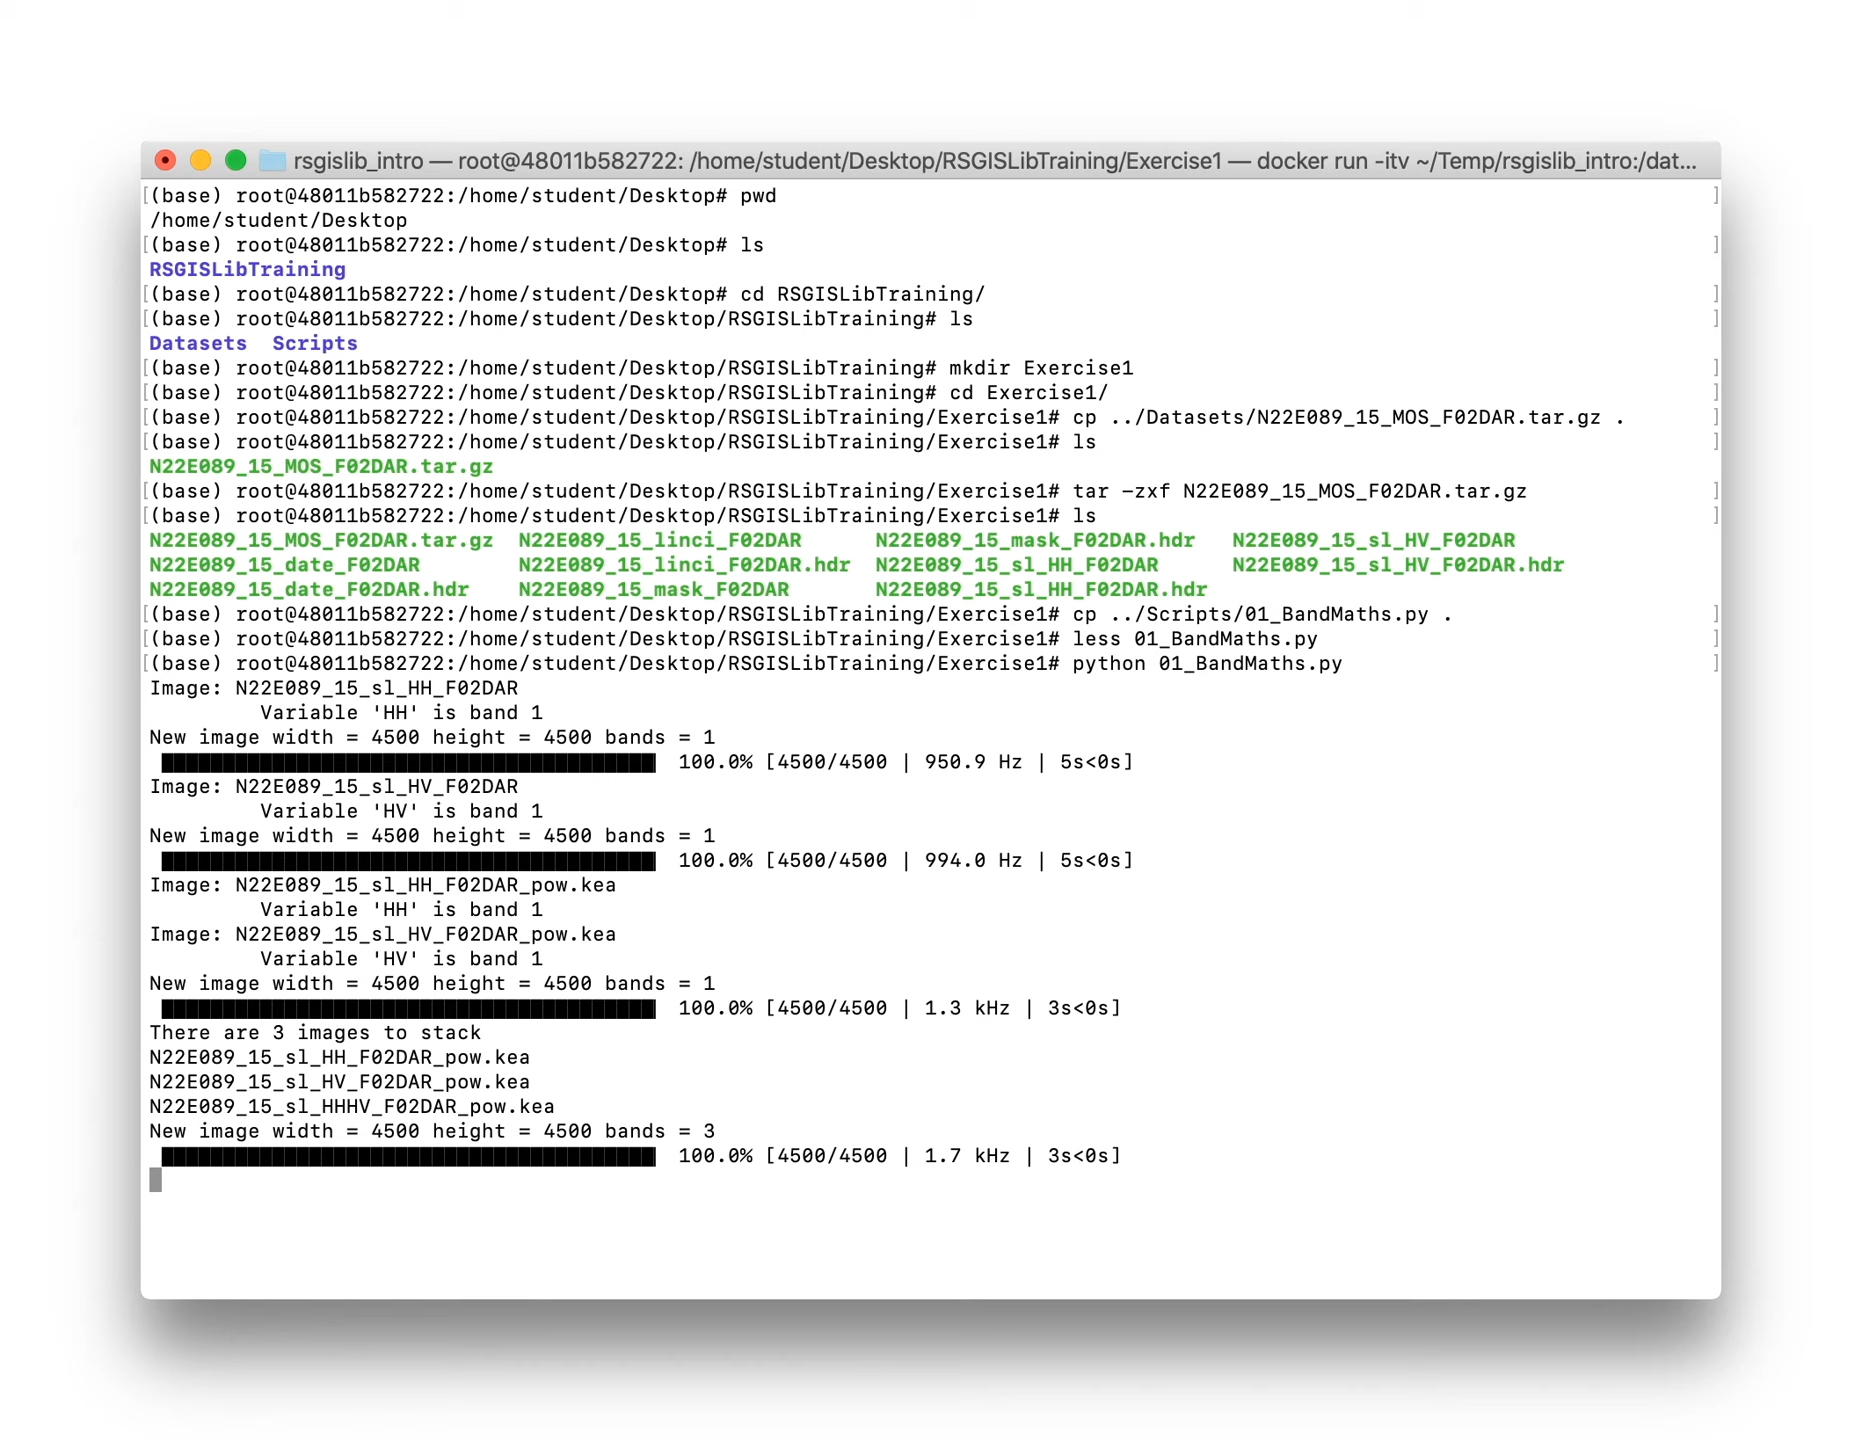 rsgislib_intro — root@48011b582722: /home/student/Desktop/RSGISLibTraining/Exercise1 — docker run -itv ~/Temp/rsgislib_intro:/dat...
[(base) root@48011b582722:/home/student/Desktop# pwd ]
/home/student/Desktop
[(base) root@48011b582722:/home/student/Desktop# ls ]
RSGISLibTraining
[(base) root@48011b582722:/home/student/Desktop# cd RSGISLibTraining/ ]
[(base) root@48011b582722:/home/student/Desktop/RSGISLibTraining# ls ]
Datasets  Scripts
[(base) root@48011b582722:/home/student/Desktop/RSGISLibTraining# mkdir Exercise1 ]
[(base) root@48011b582722:/home/student/Desktop/RSGISLibTraining# cd Exercise1/ ]
[(base) root@48011b582722:/home/student/Desktop/RSGISLibTraining/Exercise1# cp ../Datasets/N22E089_15_MOS_F02DAR.tar.gz . ]
[(base) root@48011b582722:/home/student/Desktop/RSGISLibTraining/Exercise1# ls ]
N22E089_15_MOS_F02DAR.tar.gz
[(base) root@48011b582722:/home/student/Desktop/RSGISLibTraining/Exercise1# tar -zxf N22E089_15_MOS_F02DAR.tar.gz ]
[(base) root@48011b582722:/home/student/Desktop/RSGISLibTraining/Exercise1# ls ]
N22E089_15_MOS_F02DAR.tar.gz  N22E089_15_linci_F02DAR      N22E089_15_mask_F02DAR.hdr   N22E089_15_sl_HV_F02DAR
N22E089_15_date_F02DAR        N22E089_15_linci_F02DAR.hdr  N22E089_15_sl_HH_F02DAR      N22E089_15_sl_HV_F02DAR.hdr
N22E089_15_date_F02DAR.hdr    N22E089_15_mask_F02DAR       N22E089_15_sl_HH_F02DAR.hdr
[(base) root@48011b582722:/home/student/Desktop/RSGISLibTraining/Exercise1# cp ../Scripts/01_BandMaths.py . ]
[(base) root@48011b582722:/home/student/Desktop/RSGISLibTraining/Exercise1# less 01_BandMaths.py ]
[(base) root@48011b582722:/home/student/Desktop/RSGISLibTraining/Exercise1# python 01_BandMaths.py ]
Image: N22E089_15_sl_HH_F02DAR
Variable 'HH' is band 1
New image width = 4500 height = 4500 bands = 1
100.0% [4500/4500 | 950.9 Hz | 5s<0s]
Image: N22E089_15_sl_HV_F02DAR
Variable 'HV' is band 1
New image width = 4500 height = 4500 bands = 1
100.0% [4500/4500 | 994.0 Hz | 5s<0s]
Image: N22E089_15_sl_HH_F02DAR_pow.kea
Variable 'HH' is band 1
Image: N22E089_15_sl_HV_F02DAR_pow.kea
Variable 'HV' is band 1
New image width = 4500 height = 4500 bands = 1
100.0% [4500/4500 | 1.3 kHz | 3s<0s]
There are 3 images to stack
N22E089_15_sl_HH_F02DAR_pow.kea
N22E089_15_sl_HV_F02DAR_pow.kea
N22E089_15_sl_HHHV_F02DAR_pow.kea
New image width = 4500 height = 4500 bands = 3
100.0% [4500/4500 | 1.7 kHz | 3s<0s]